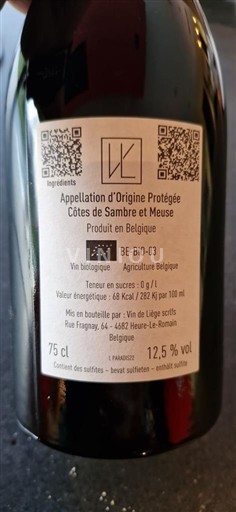 Ingrédients
VL
Appellation d'Origine Protégée
Côtes de Sambre et Meuse
Produit en Belgique
BE-BIO-03
Vin biologique Agriculture Belgique
Teneur en sucres : 0 g / l
Valeur énergétique : 68 Kcal / 282 Kj par 100 ml
Mis en bouteille par : Vin de Liège scrlfs
Rue Fragnay, 64 - 4682 Heure-Le-Romain
Belgique
75 cl
12,5 % vol
Contient des sulfites - bevat sulfieten - enthält sulfite